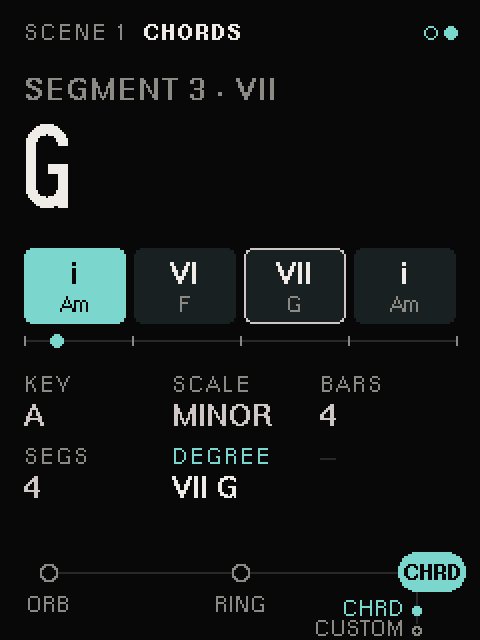 SCENE 1 CHORDS
SEGMENT 3 · VII
G
i VI VII i
Am F G Am
KEY SCALE BARS
A MINOR 4
SEGS DEGREE —
4 VII G
CHRD
ORB RING CHRD
CUSTOM